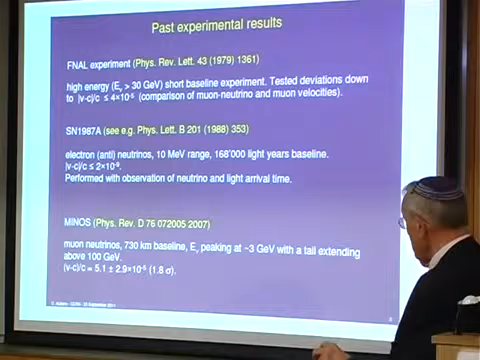 Past experimental results
FNAL experiment (Phys. Rev. Lett. 43 (1979) 1361)
high energy (Eν > 30 GeV) short baseline experiment. Tested deviations down
to |v-c|/c ≤ 4×10⁻⁵ (comparison of muon-neutrino and muon velocities).
SN1987A (see e.g. Phys. Lett. B 201 (1988) 353)
electron (anti) neutrinos, 10 MeV range, 168'000 light years baseline.
|v-c|/c ≤ 2×10⁻⁹.
Performed with observation of neutrino and light arrival time.
MINOS (Phys. Rev. D 76 072005 2007)
muon neutrinos, 730 km baseline, Eν peaking at ~3 GeV with a tail extending
above 100 GeV.
(v-c)/c = 5.1 ± 2.9×10⁻⁵ (1.8 σ).